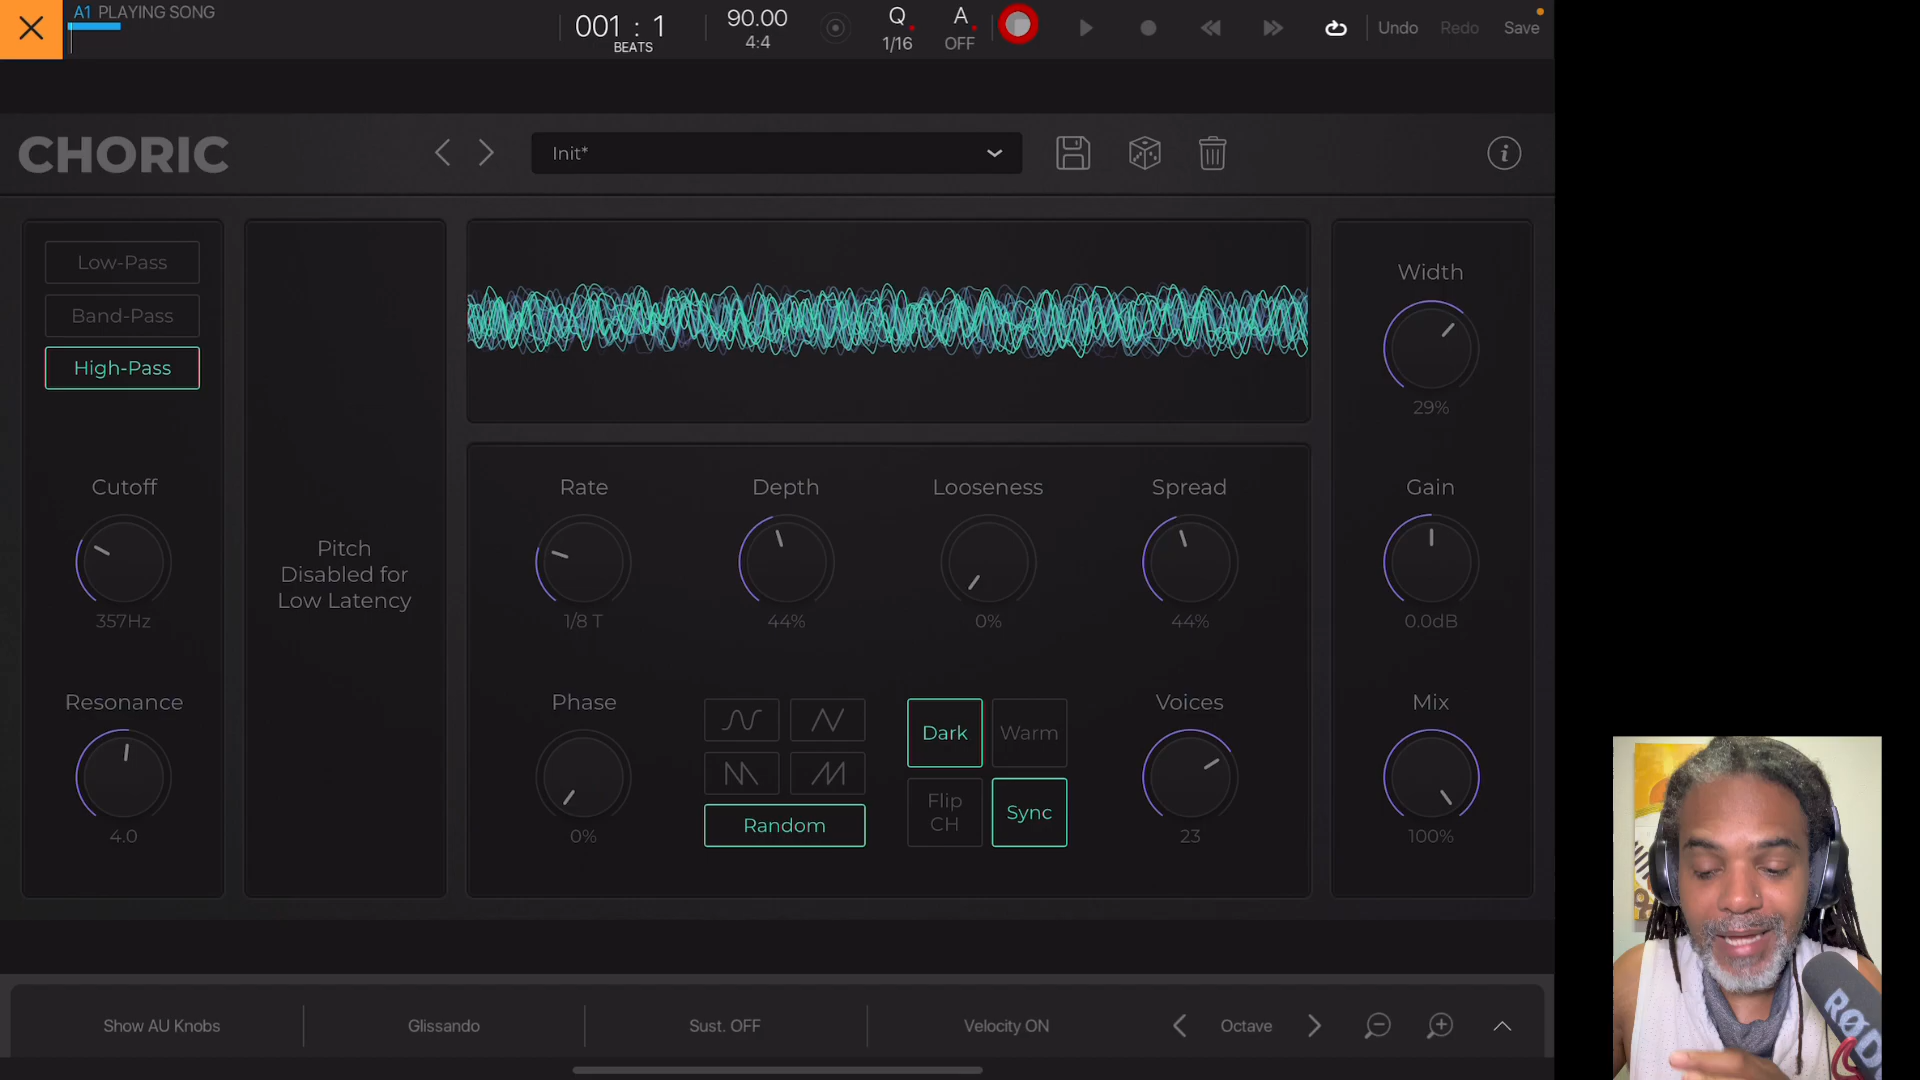 A1 PLAYING SONG
001 : 1
BEATS
90.00
4:4
Q
1/16
A
OFF
Undo
Redo
Save
CHORIC
Init*
Low-Pass
Band-Pass
High-Pass
Cutoff
357Hz
Resonance
4.0
Pitch
Disabled for
Low Latency
Rate
1/8 T
Depth
44%
Looseness
0%
Spread
44%
Phase
0%
Random
Dark
Warm
Flip
CH
Sync
Voices
23
Width
29%
Gain
0.0dB
Mix
100%
Show AU Knobs
Glissando
Sust. OFF
Velocity ON
Octave
RØDE